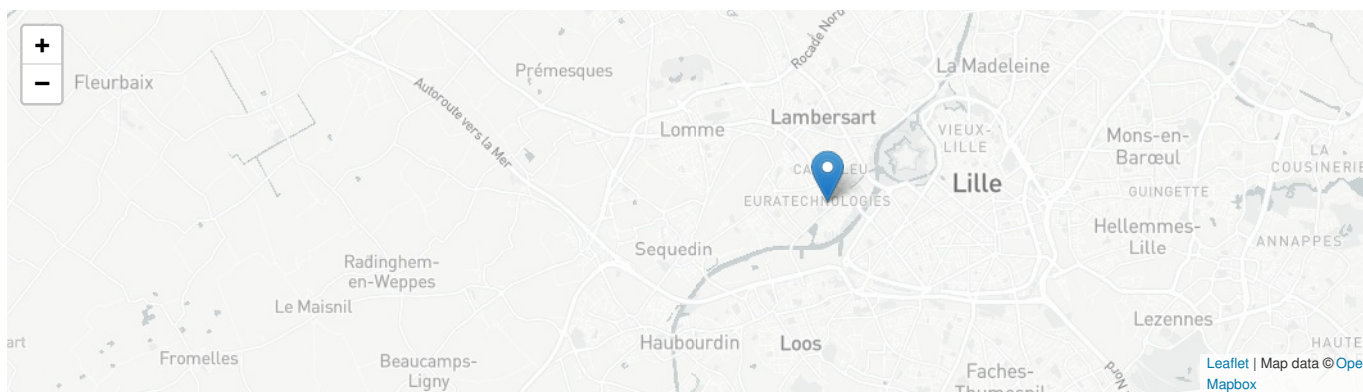 +
−
Fleurbaix
Prémesques
Rocade Nord
La Madeleine
Autoroute vers la Mer
Lomme
Lambersart
VIEUX-
LILLE
Mons-en-
Barœul
LA
COUSINERIE
Lille
GUINGETTE
EURATECHNOLOGIES
Hellemmes-
Lille
ANNAPPES
Sequedin
Radinghem-
en-Weppes
Le Maisnil
Lezennes
Haubourdin
Loos
Fromelles
Beaucamps-
Ligny
Faches-
Nord
HAUTE
Leaflet | Map data © Ope
Mapbox